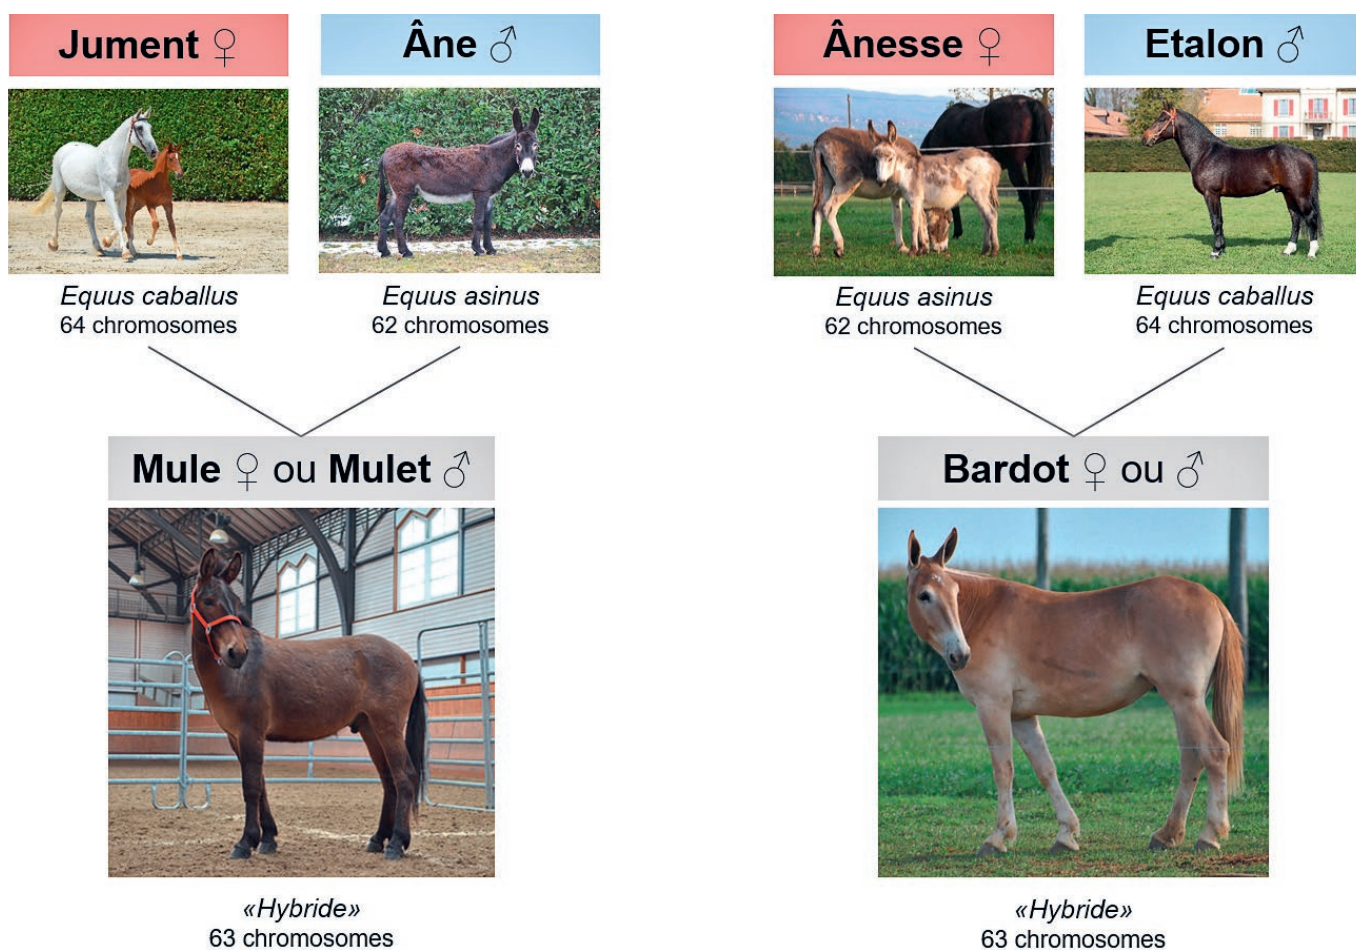 Jument ♀
Âne ♂
Ânesse ♀
Etalon ♂
Equus caballus
64 chromosomes
Equus asinus
62 chromosomes
Equus asinus
62 chromosomes
Equus caballus
64 chromosomes
Mule ♀ ou Mulet ♂
Bardot ♀ ou ♂
«Hybride»
63 chromosomes
«Hybride»
63 chromosomes